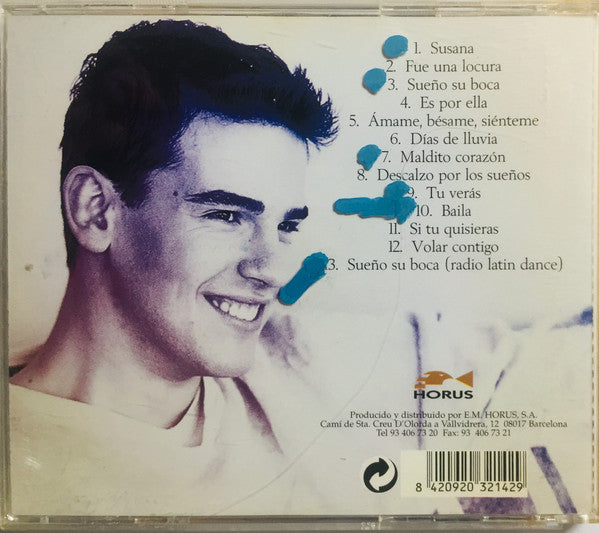 1. Susana
2. Fue una locura
3. Sueño su boca
4. Es por ella
5. Ámame, bésame, siénteme
6. Días de lluvia
7. Maldito corazón
8. Descalzo por los sueños
9. Tu verás
10. Baila
11. Si tu quisieras
12. Volar contigo
3. Sueño su boca (radio latin dance)
HORUS
Producido y distribuido por E.M. HORUS, S.A.
Camí de Sta. Creu D'Olorda a Vallvidrera, 12 08017 Barcelona
Tel 93 406 73 20 Fax: 93 406 73 21
8 420920 321429